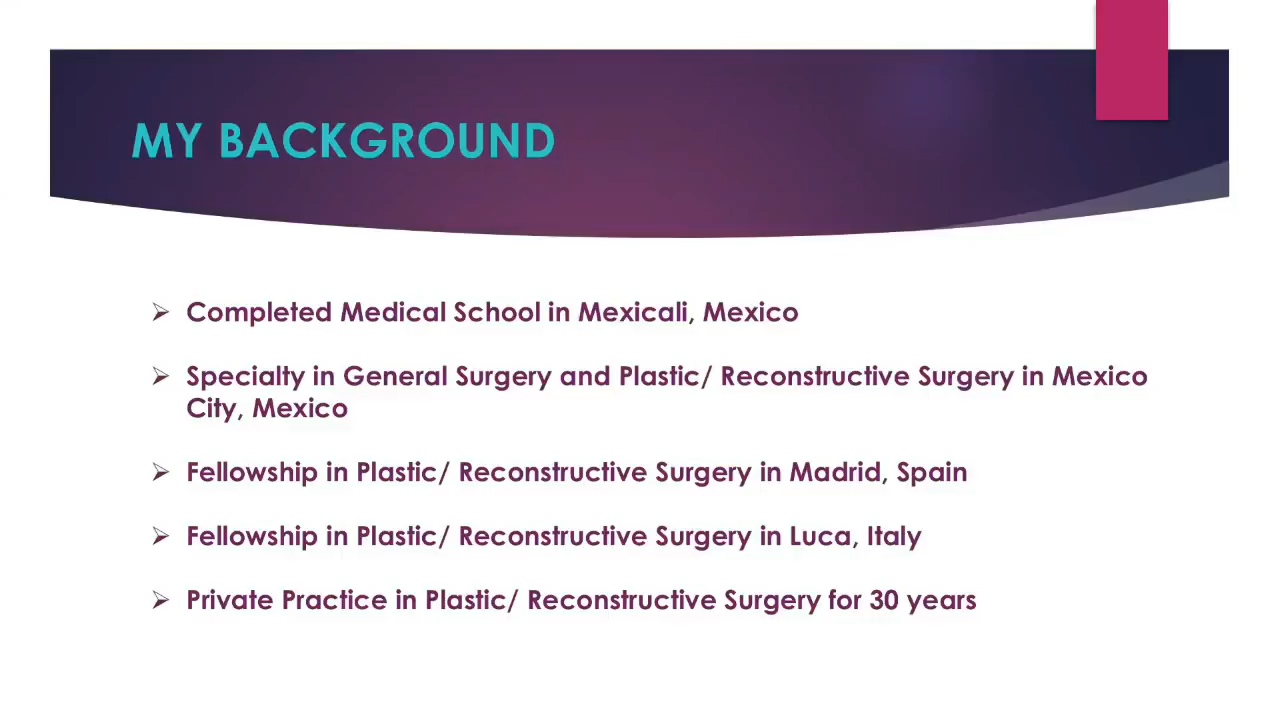 MY BACKGROUND
Completed Medical School in Mexicali, Mexico
Specialty in General Surgery and Plastic/ Reconstructive Surgery in Mexico
City, Mexico
Fellowship in Plastic/ Reconstructive Surgery in Madrid, Spain
Fellowship in Plastic/ Reconstructive Surgery in Luca, Italy
Private Practice in Plastic/ Reconstructive Surgery for 30 years